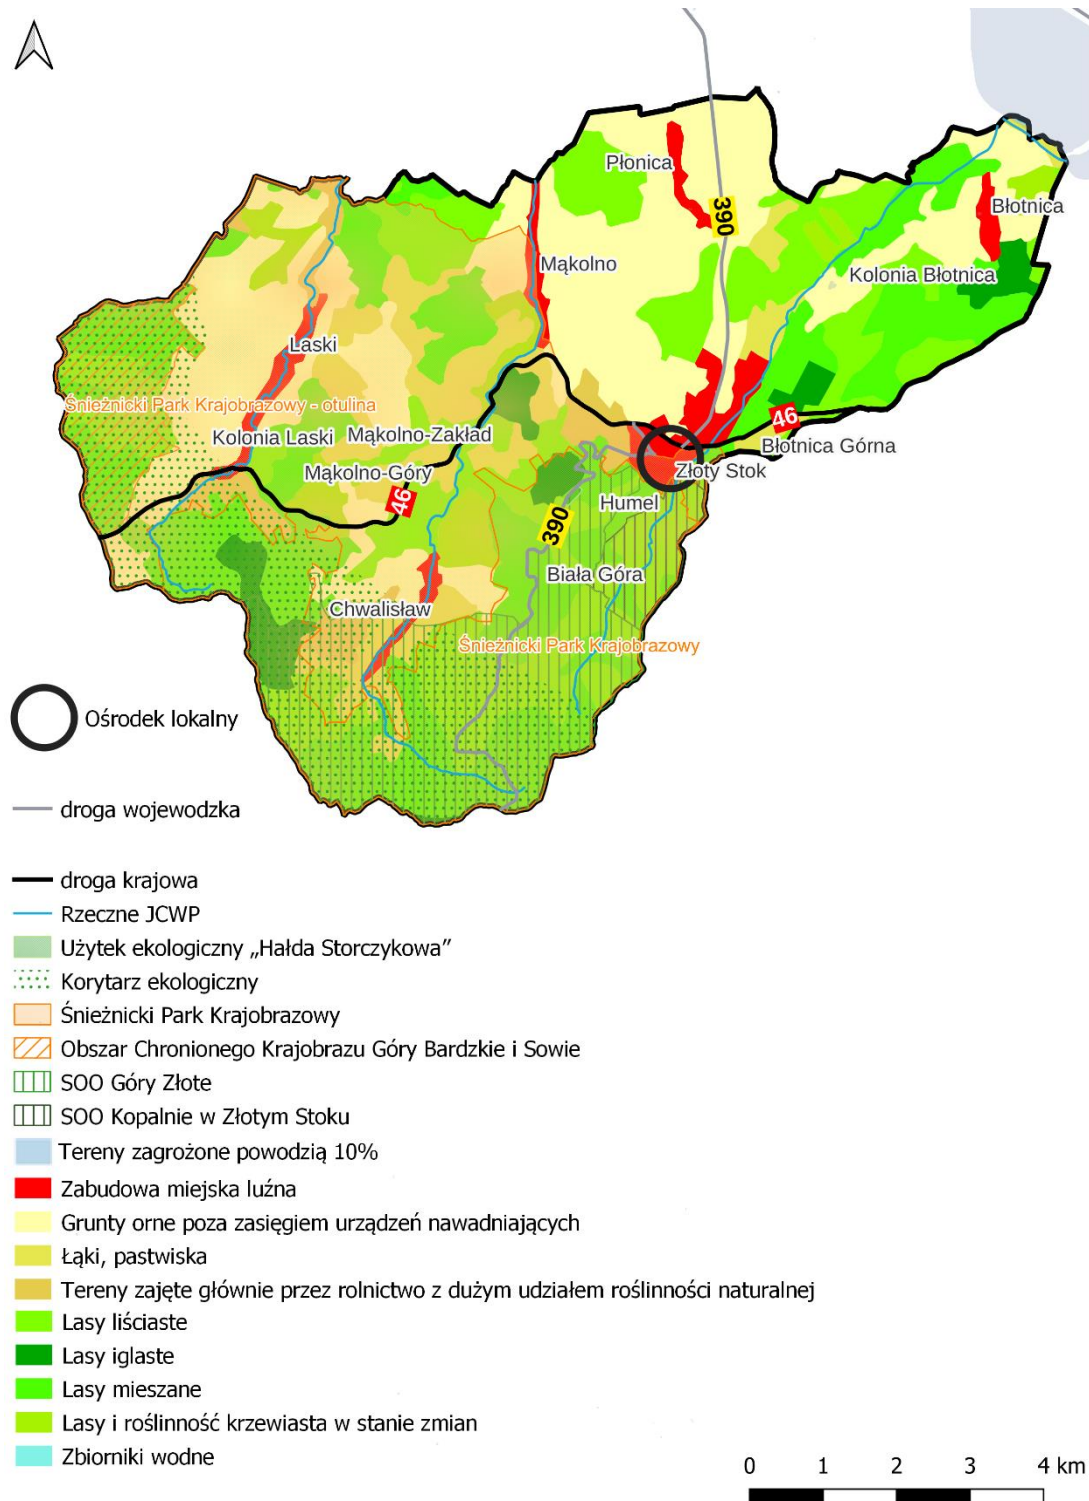 Płonica
390
Błotnica
Mąkolno
Kolonia Błotnica
Laski
Śnieżnicki Park Krajobrazowy - otulina
Kolonia Laski
Mąkolno-Zakład
46
Błotnica Górna
Mąkolno-Góry
Złoty Stok
46
Humel
390
Biała Góra
Chwalisław
Śnieżnicki Park Krajobrazowy
Ośrodek lokalny
droga wojewodzka
droga krajowa
Rzeczne JCWP
Użytek ekologiczny „Hałda Storczykowa”
Korytarz ekologiczny
Śnieżnicki Park Krajobrazowy
Obszar Chronionego Krajobrazu Góry Bardzkie i Sowie
SOO Góry Złote
SOO Kopalnie w Złotym Stoku
Tereny zagrożone powodzią 10%
Zabudowa miejska luźna
Grunty orne poza zasięgiem urządzeń nawadniających
Łąki, pastwiska
Tereny zajęte głównie przez rolnictwo z dużym udziałem roślinności naturalnej
Lasy liściaste
Lasy iglaste
Lasy mieszane
Lasy i roślinność krzewiasta w stanie zmian
Zbiorniki wodne
0 1 2 3 4 km